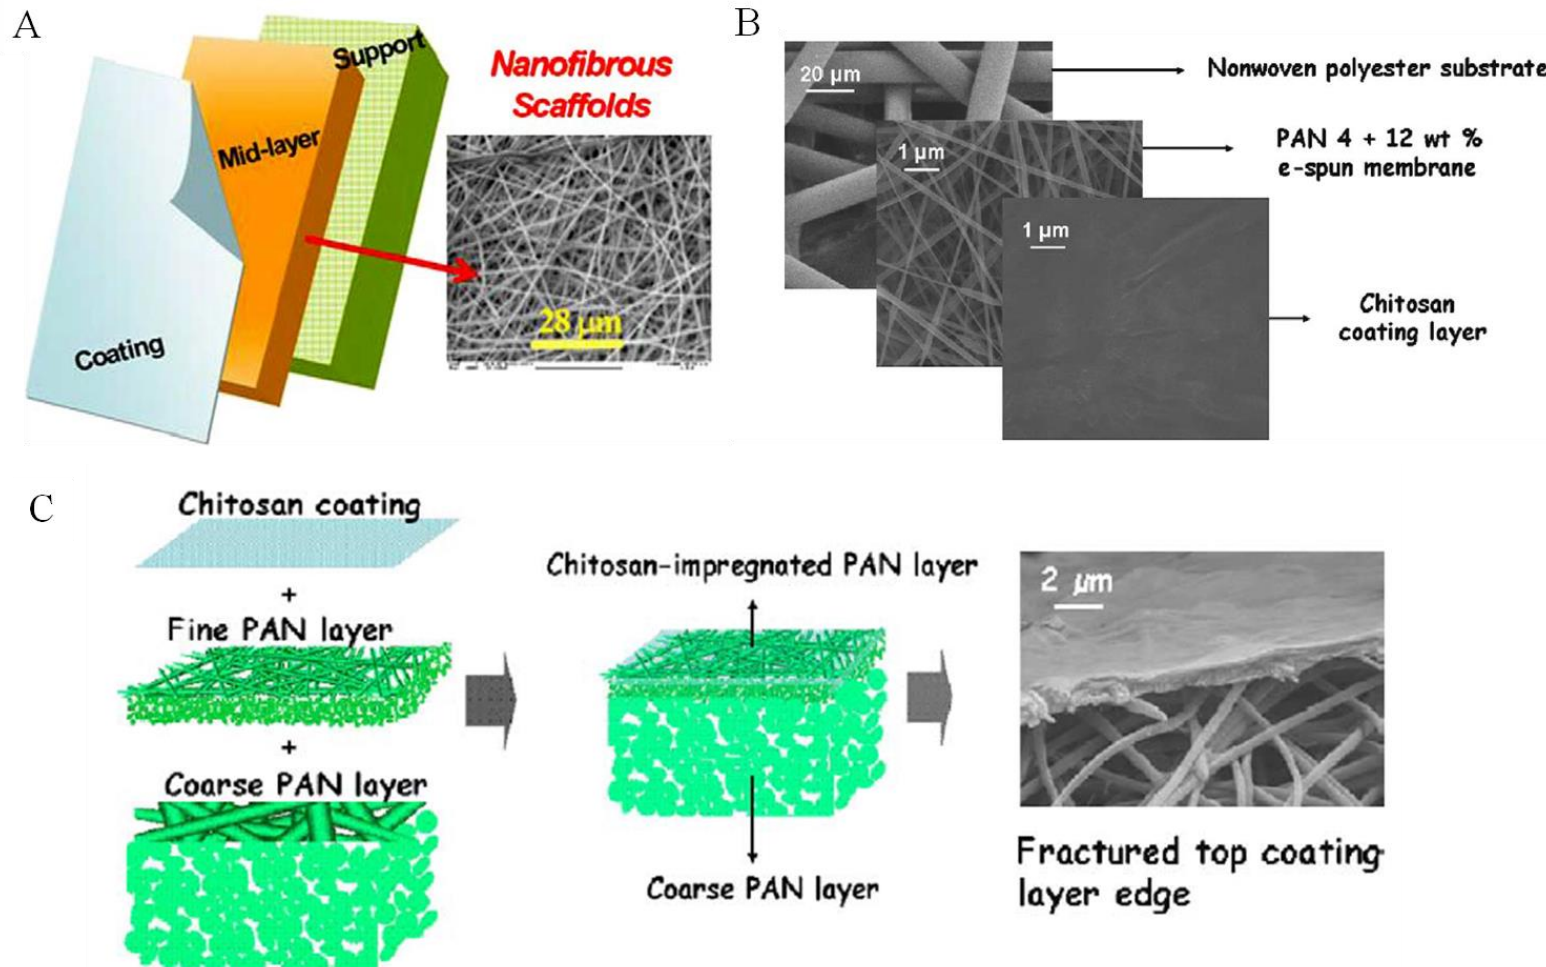 A
Support
Mid-layer
Coating
Nanofibrous
Scaffolds
28 μm
B
20 μm
1 μm
1 μm
Nonwoven polyester substrate
PAN 4 + 12 wt %
e-spun membrane
Chitosan
coating layer
C
Chitosan coating
+
Fine PAN layer
+
Coarse PAN layer
Chitosan-impregnated PAN layer
Coarse PAN layer
2 μm
Fractured top coating
layer edge